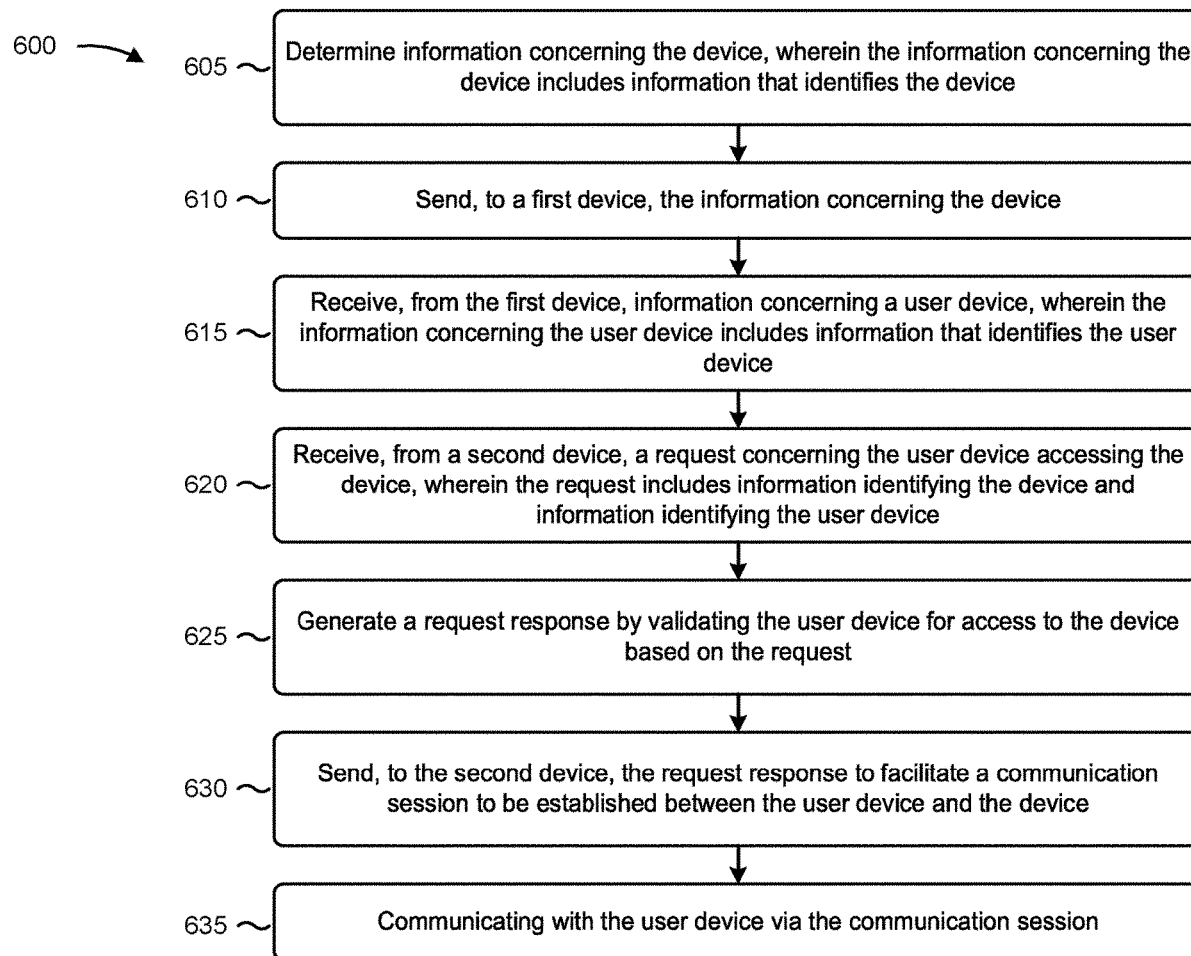 600
605
Determine information concerning the device, wherein the information concerning the
device includes information that identifies the device
610
Send, to a first device, the information concerning the device
615
Receive, from the first device, information concerning a user device, wherein the
information concerning the user device includes information that identifies the user
device
620
Receive, from a second device, a request concerning the user device accessing the
device, wherein the request includes information identifying the device and
information identifying the user device
625
Generate a request response by validating the user device for access to the device
based on the request
630
Send, to the second device, the request response to facilitate a communication
session to be established between the user device and the device
635
Communicating with the user device via the communication session